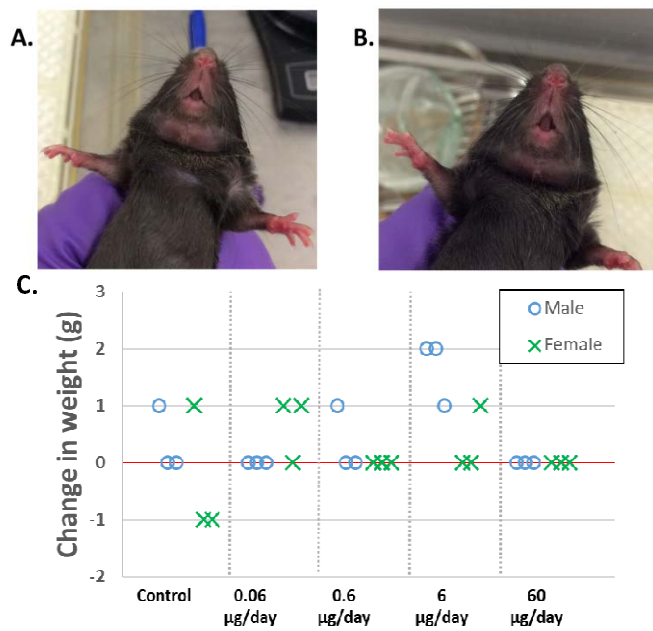 A.
B.
C.
3
2
1
0
-1
-2
Change in weight (g)
Male
Female
Control
0.06
µg/day
0.6
µg/day
6
µg/day
60
µg/day